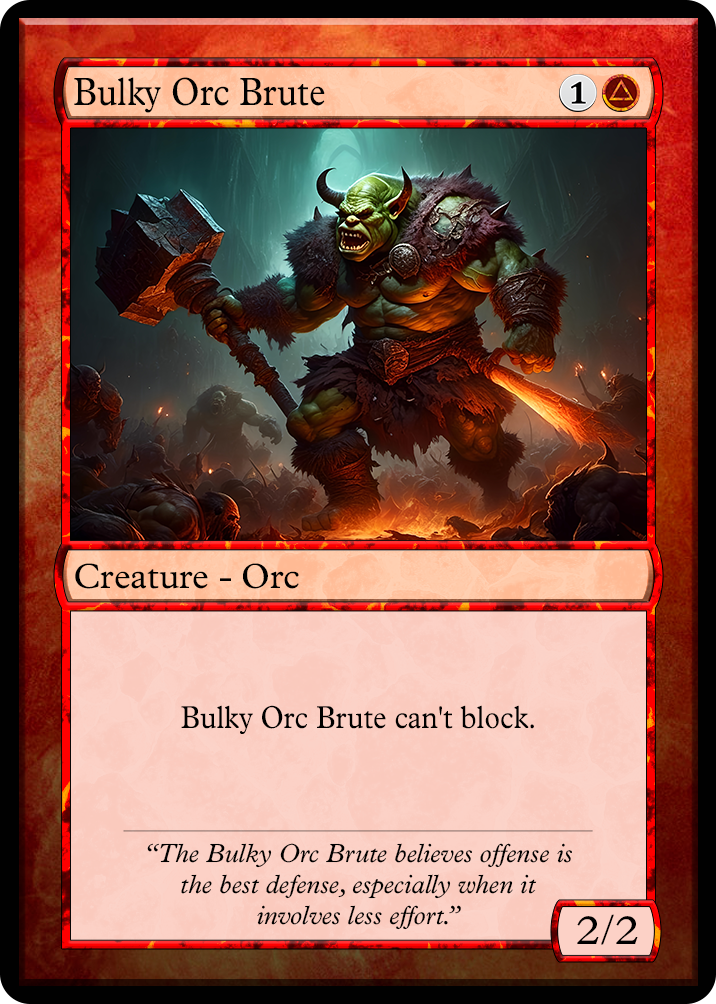 Bulky Orc Brute 1
Creature - Orc
Bulky Orc Brute can't block.
“The Bulky Orc Brute believes offense is
the best defense, especially when it
involves less effort.”
2/2